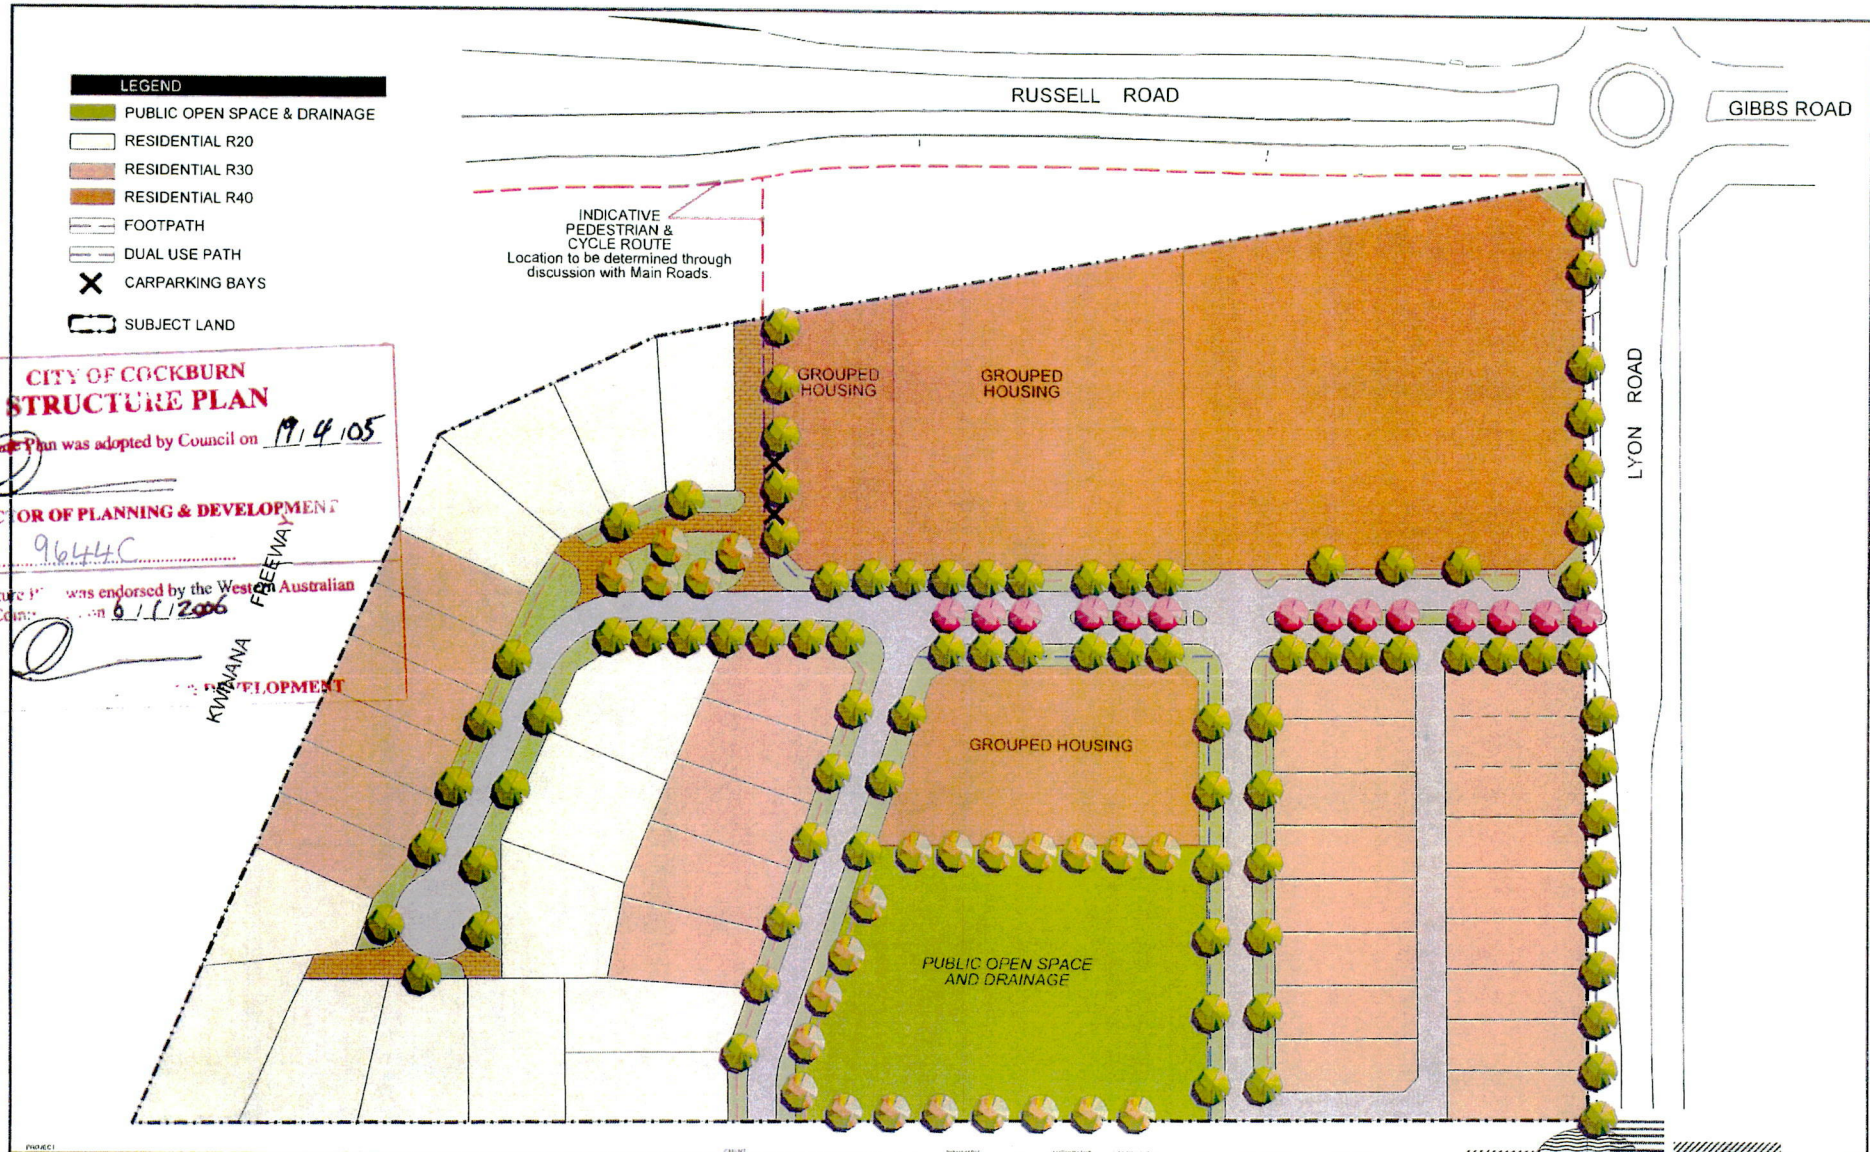 LEGEND
PUBLIC OPEN SPACE & DRAINAGE
RESIDENTIAL R20
RESIDENTIAL R30
RESIDENTIAL R40
FOOTPATH
DUAL USE PATH
CARPARKING BAYS
SUBJECT LAND
RUSSELL ROAD
GIBBS ROAD
INDICATIVE
PEDESTRIAN &
CYCLE ROUTE
Location to be determined through
discussion with Main Roads.
CITY OF COCKBURN
STRUCTURE PLAN
Plan was adopted by Council on 19/4/05
OR OF PLANNING & DEVELOPMENT
9644C
was endorsed by the Western Australian
on 6/1/2006
DEVELOPMENT
KWINANA FREEWAY
GROUPED
HOUSING
GROUPED
HOUSING
LYON ROAD
GROUPED HOUSING
PUBLIC OPEN SPACE
AND DRAINAGE
PROJECT